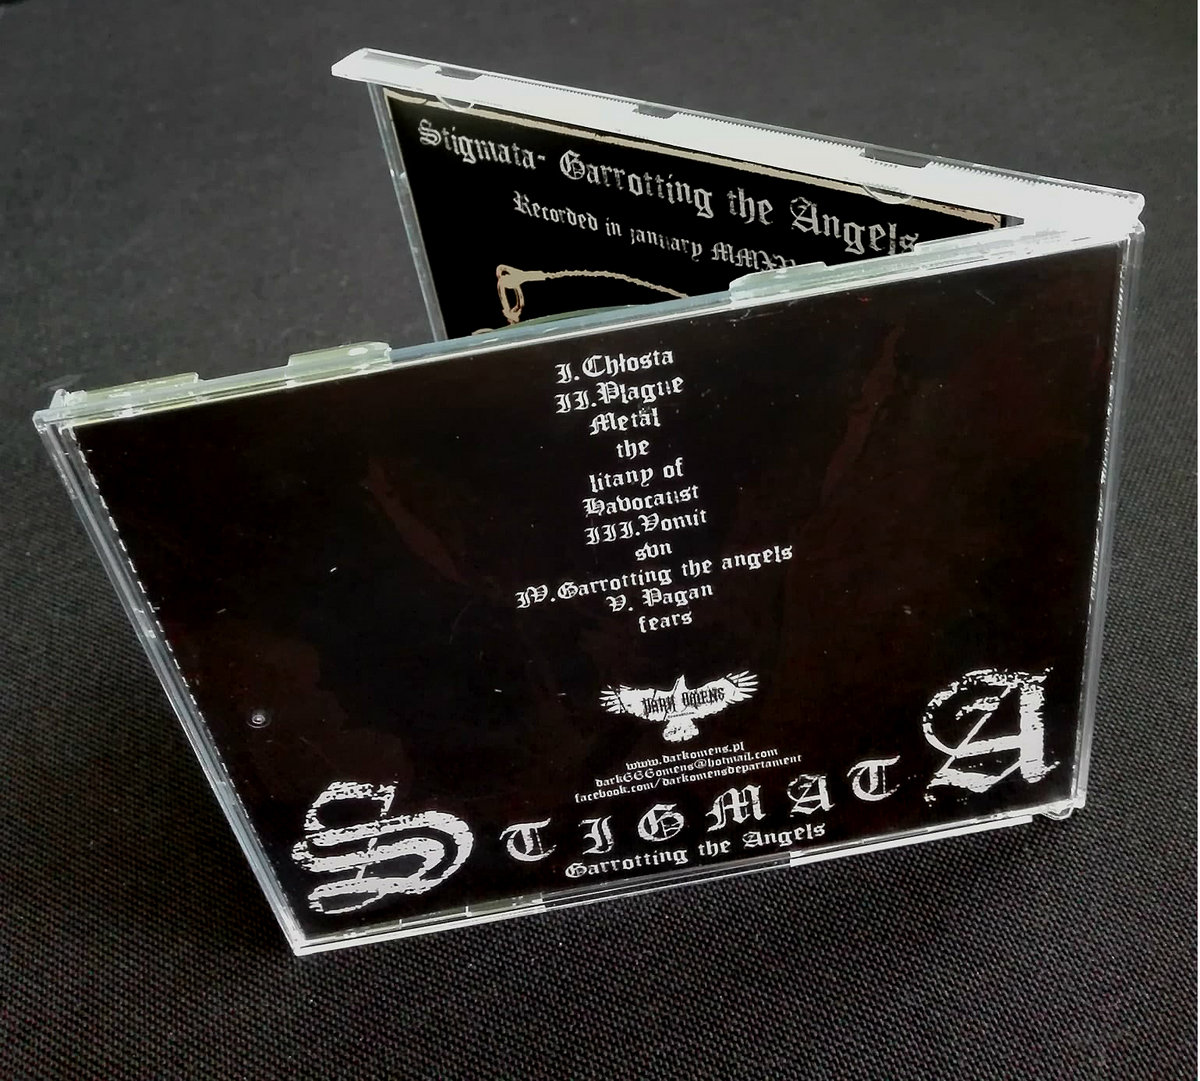 Stigmata- Garrotting the Angels
Recorded in january
I.Chłosta
II.Plague
Metal
the
litany of
Havocaust
III.Vomit
svn
IV.Garrotting the angels
V. Pagan
fears
DARK OMENS
www.darkomens.pl
dark666omens@hotmail.com
facebook.com/darkomensdepartament
STIGMATA
Garrotting the Angels